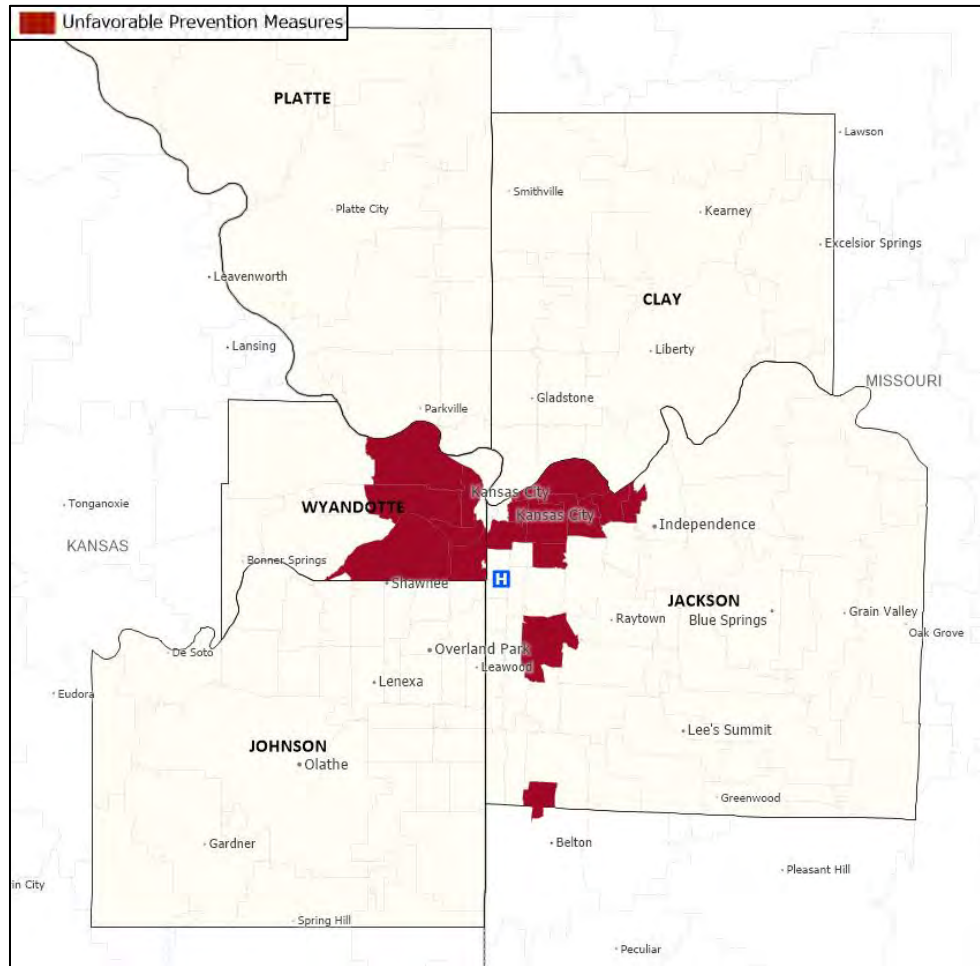 Unfavorable Prevention Measures
PLATTE
Lawson
Smithville
Platte City
Kearney
Excelsior Springs
Leavenworth
CLAY
Lansing
Liberty
MISSOURI
Gladstone
Parkville
Kansas City
Tonganoxie
WYANDOTTE
Kansas City
Independence
KANSAS
Bonner Springs
Shawnee
H
JACKSON
Grain Valley
Raytown
Blue Springs
Oak Grove
De Soto
Overland Park
Leawood
Eudora
Lenexa
Lee's Summit
JOHNSON
Olathe
Greenwood
Gardner
Belton
Pleasant Hill
in City
Spring Hill
Peculiar